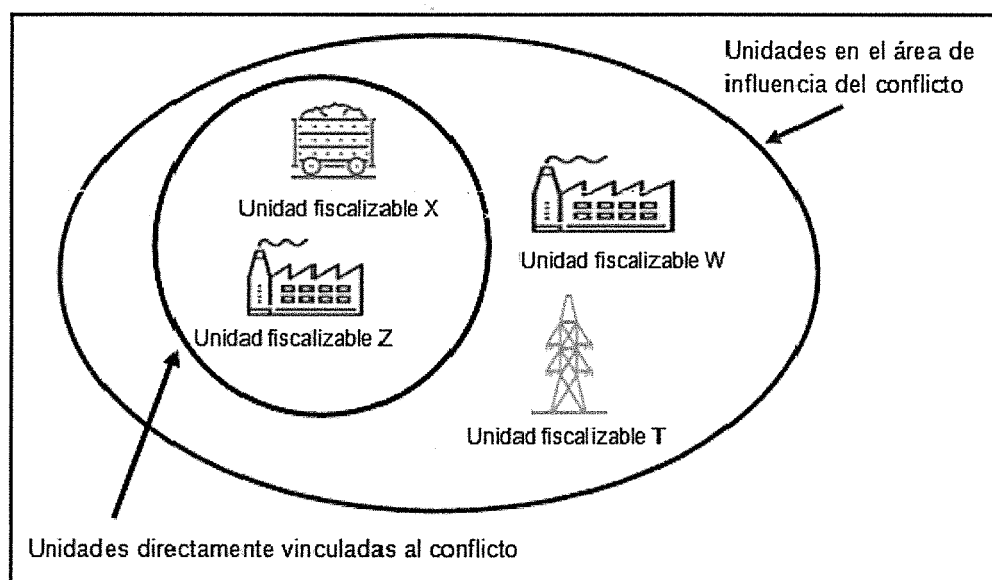 Unidades en el área de
influencia del conflicto
Unidad fiscalizable X
Unidad fiscalizable W
Unidad fiscalizable Z
Unidad fiscalizable T
Unidades directamente vinculadas al conflicto